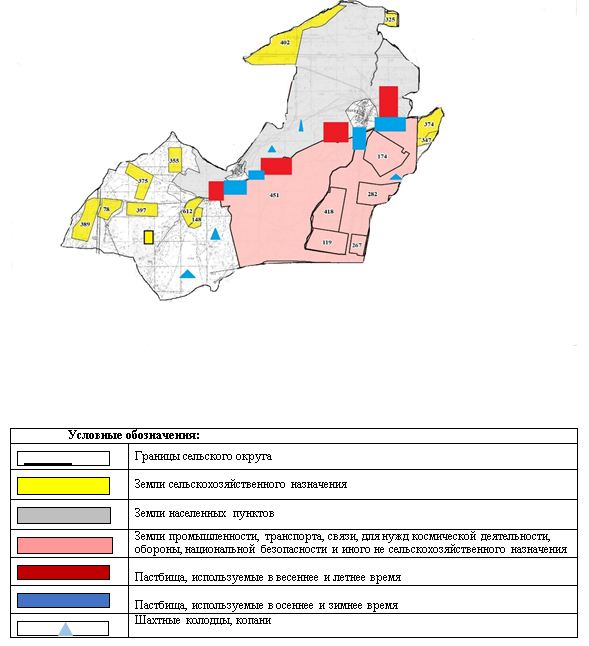 325
402
374
347
174
355
375
282
451
78
397
612
418
389
148
119
267
Условные обозначения:
Границы сельского округа
Земли сельскохозяйственного назначения
Земли населенных пунктов
Земли промышленности, транспорта, связи, для нужд космической деятельности,
обороны, национальной безопасности и иного не сельскохозяйственного назначения
Пастбища, используемые в весеннее и летнее время
Пастбища, используемые в осеннее и зимнее время
Шахтные колодцы, копани